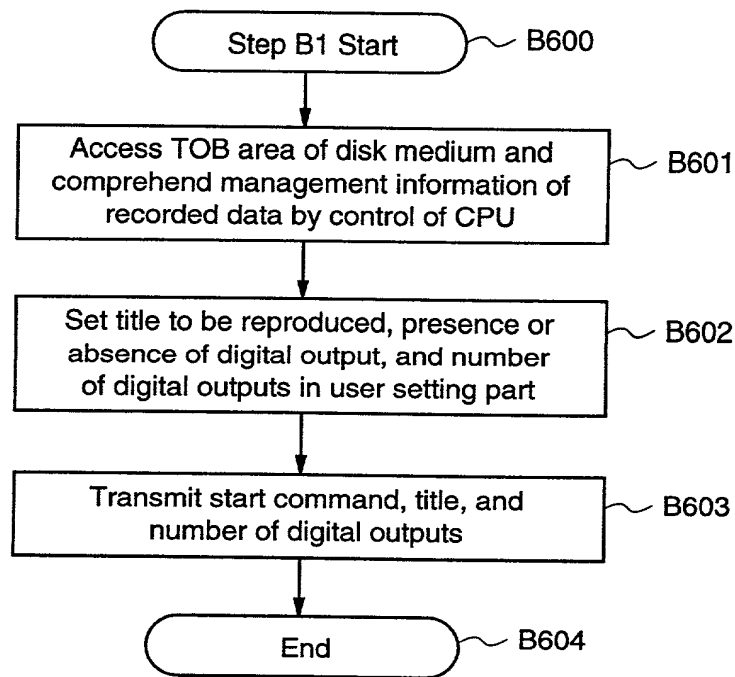 Step B1 Start
B600
Access TOB area of disk medium and
comprehend management information of
recorded data by control of CPU
B601
Set title to be reproduced, presence or
absence of digital output, and number
of digital outputs in user setting part
B602
Transmit start command, title, and
number of digital outputs
B603
End
B604